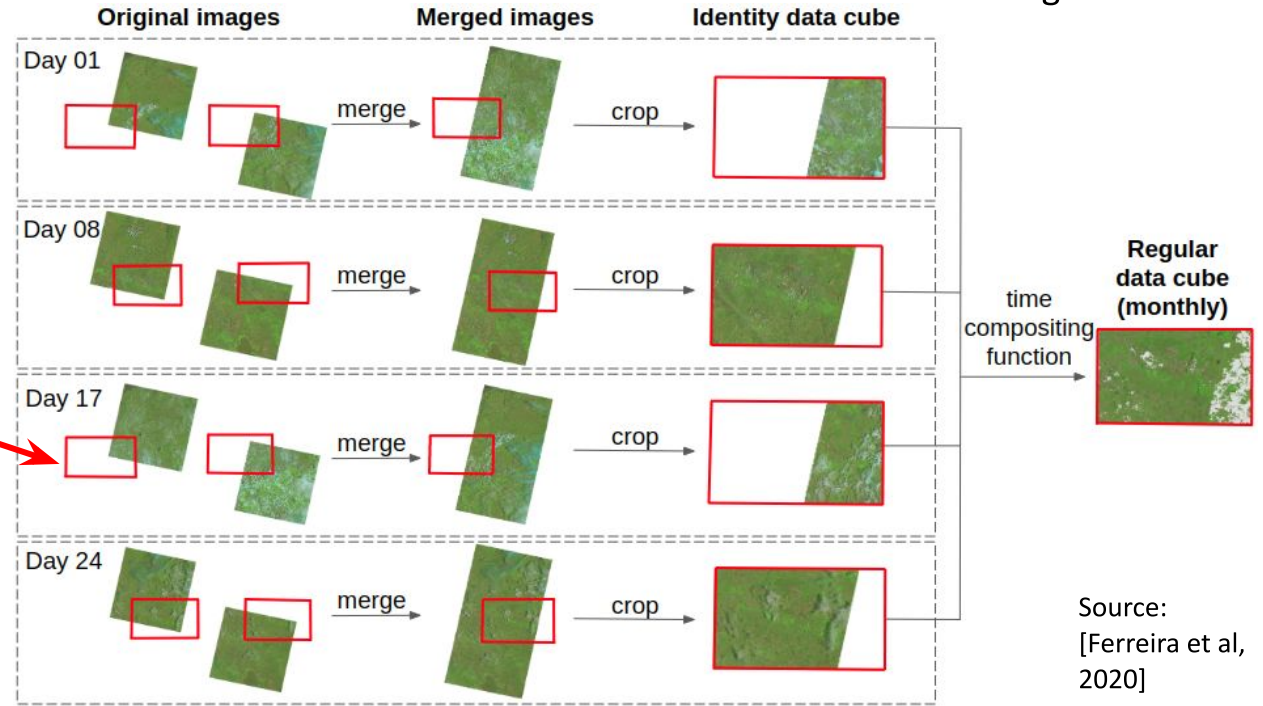 Original images
Merged images
Identity data cube
Day 01
merge
crop
Day 08
merge
crop
Day 17
merge
crop
Day 24
merge
crop
time
compositing
function
Regular
data cube
(monthly)
Source:
[Ferreira et al,
2020]